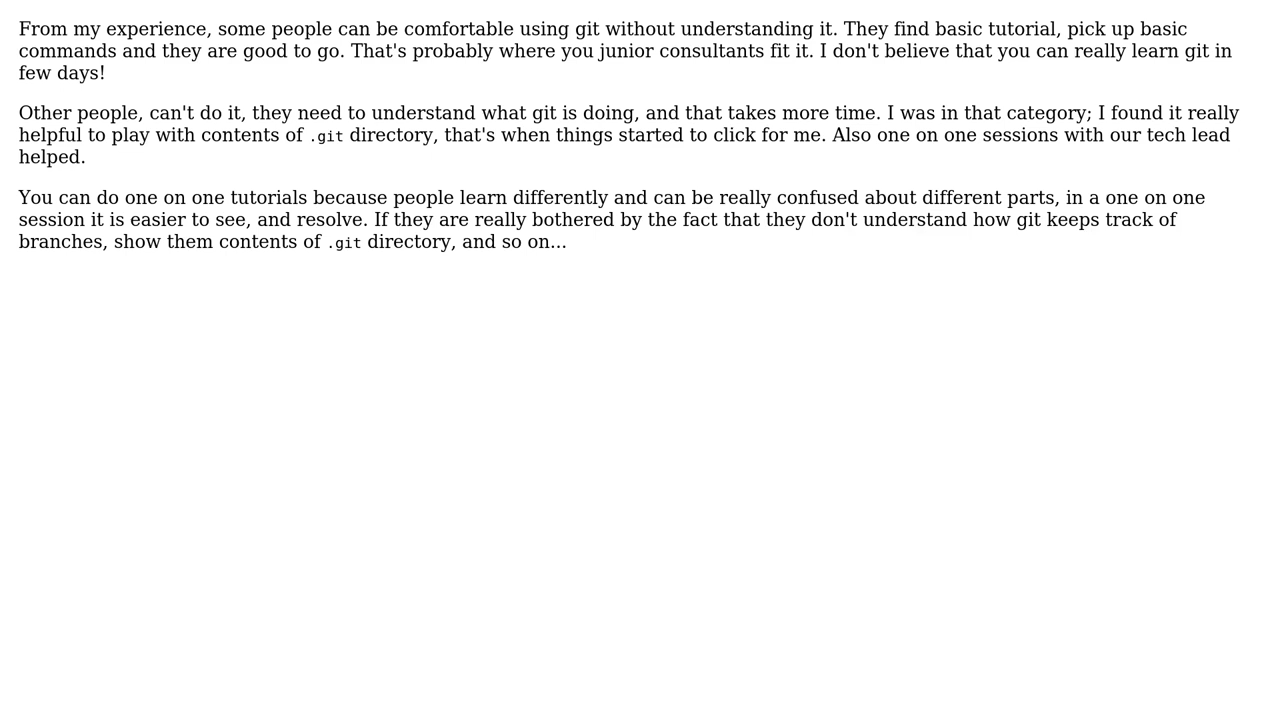 From my experience, some people can be comfortable using git without understanding it. They find basic tutorial, pick up basic
commands and they are good to go. That's probably where you junior consultants fit it. I don't believe that you can really learn git in
few days!
Other people, can't do it, they need to understand what git is doing, and that takes more time. I was in that category; I found it really
helpful to play with contents of .git directory, that's when things started to click for me. Also one on one sessions with our tech lead
helped.
You can do one on one tutorials because people learn differently and can be really confused about different parts, in a one on one
session it is easier to see, and resolve. If they are really bothered by the fact that they don't understand how git keeps track of
branches, show them contents of .git directory, and so on...